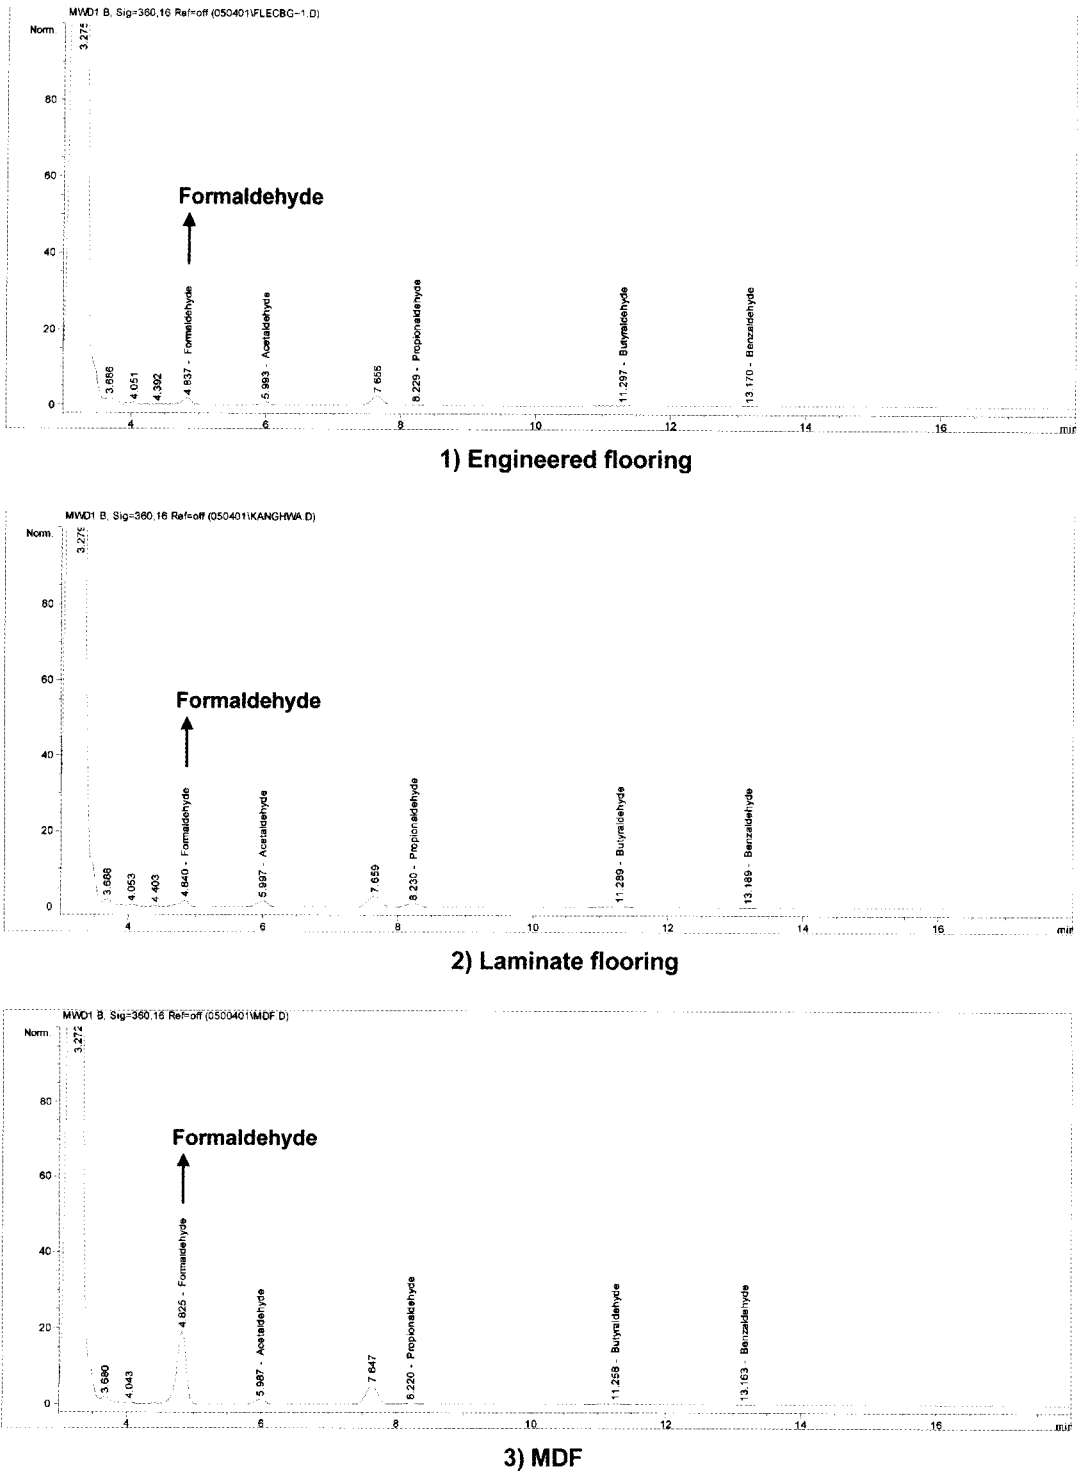 MWD1 B, Sig=360,16 Ref=off (050401\FLECBG~1.D)
Norm.
3.275
80
60
Formaldehyde
40
20
0
3.686
4.051
4.392
4.837 - Formaldehyde
5.993 - Acetaldehyde
7.655
8.229 - Propionaldehyde
11.297 - Butyraldehyde
13.170 - Benzaldehyde
4 6 8 10 12 14 16 min
1) Engineered flooring
MWD1 B, Sig=360,16 Ref=off (050401\KANGHWA.D)
Norm.
3.275
80
60
Formaldehyde
40
20
0
3.688
4.053
4.403
4.840 - Formaldehyde
5.997 - Acetaldehyde
7.659
8.230 - Propionaldehyde
11.289 - Butyraldehyde
13.189 - Benzaldehyde
4 6 8 10 12 14 16 min
2) Laminate flooring
MWD1 B, Sig=360,16 Ref=off (0500401\MDF.D)
Norm.
3.272
80
Formaldehyde
60
40
20
0
3.680
4.043
4.825 - Formaldehyde
5.987 - Acetaldehyde
7.647
8.220 - Propionaldehyde
11.258 - Butyraldehyde
13.163 - Benzaldehyde
4 6 8 10 12 14 16 min
3) MDF